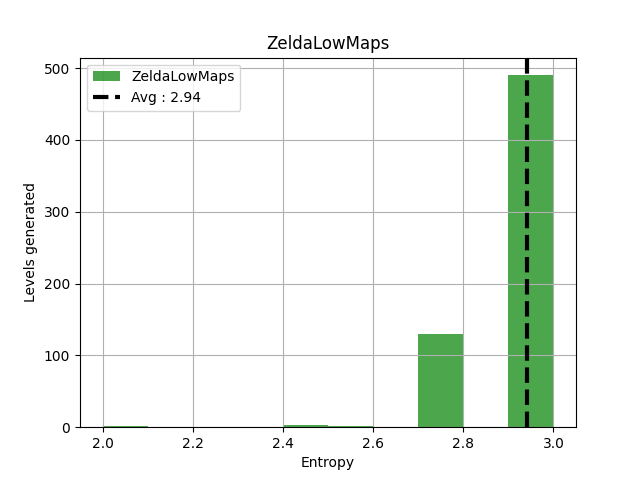 ZeldaLowMaps
ZeldaLowMaps
Avg : 2.94
Levels generated
500
400
300
200
100
0
2.0 2.2 2.4 2.6 2.8 3.0
Entropy